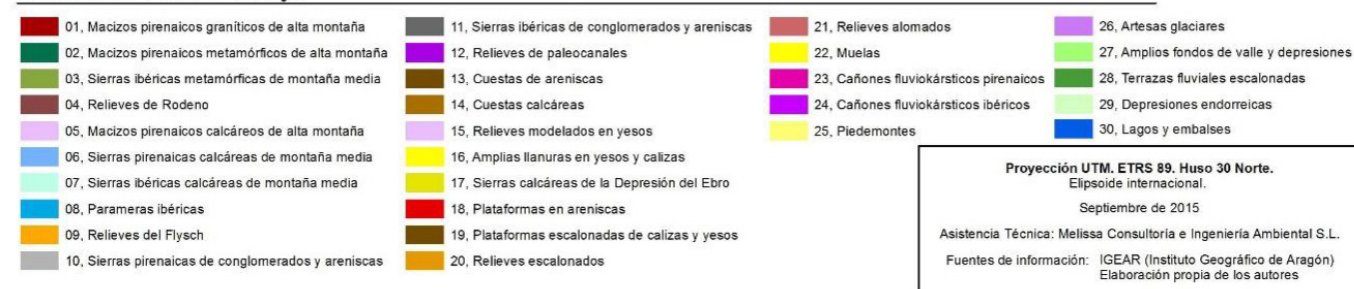 01, Macizos pirenaicos graníticos de alta montaña
02, Macizos pirenaicos metamórficos de alta montaña
03, Sierras ibéricas metamórficas de montaña media
04, Relieves de Rodeno
05, Macizos pirenaicos calcáreos de alta montaña
06, Sierras pirenaicas calcáreas de montaña media
07, Sierras ibéricas calcáreas de montaña media
08, Parameras ibéricas
09, Relieves del Flysch
10, Sierras pirenaicas de conglomerados y areniscas
11, Sierras ibéricas de conglomerados y areniscas
12, Relieves de paleocanales
13, Cuestas de areniscas
14, Cuestas calcáreas
15, Relieves modelados en yesos
16, Amplias llanuras en yesos y calizas
17, Sierras calcáreas de la Depresión del Ebro
18, Plataformas en areniscas
19, Plataformas escalonadas de calizas y yesos
20, Relieves escalonados
21, Relieves alomados
22, Muelas
23, Cañones fluviokársticos pirenaicos
24, Cañones fluviokársticos ibéricos
25, Piedemontes
26, Artesas glaciares
27, Amplios fondos de valle y depresiones
28, Terrazas fluviales escalonadas
29, Depresiones endorreicas
30, Lagos y embalses
Proyección UTM. ETRS 89. Huso 30 Norte.
Elipsoide internacional.
Septiembre de 2015
Asistencia Técnica: Melissa Consultoría e Ingeniería Ambiental S.L.
Fuentes de información: IGEAR (Instituto Geográfico de Aragón)
Elaboración propia de los autores